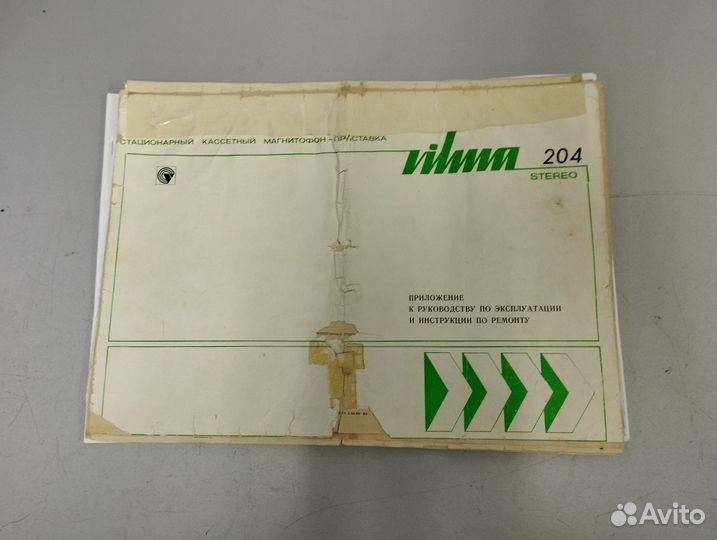 СТАЦИОНАРНЫЙ КАССЕТНЫЙ МАГНИТОФОН-ПРИСТАВКА
vilma 204
STEREO
ПРИЛОЖЕНИЕ
К РУКОВОДСТВУ ПО ЭКСПЛУАТАЦИИ
И ИНСТРУКЦИИ ПО РЕМОНТУ
Avito